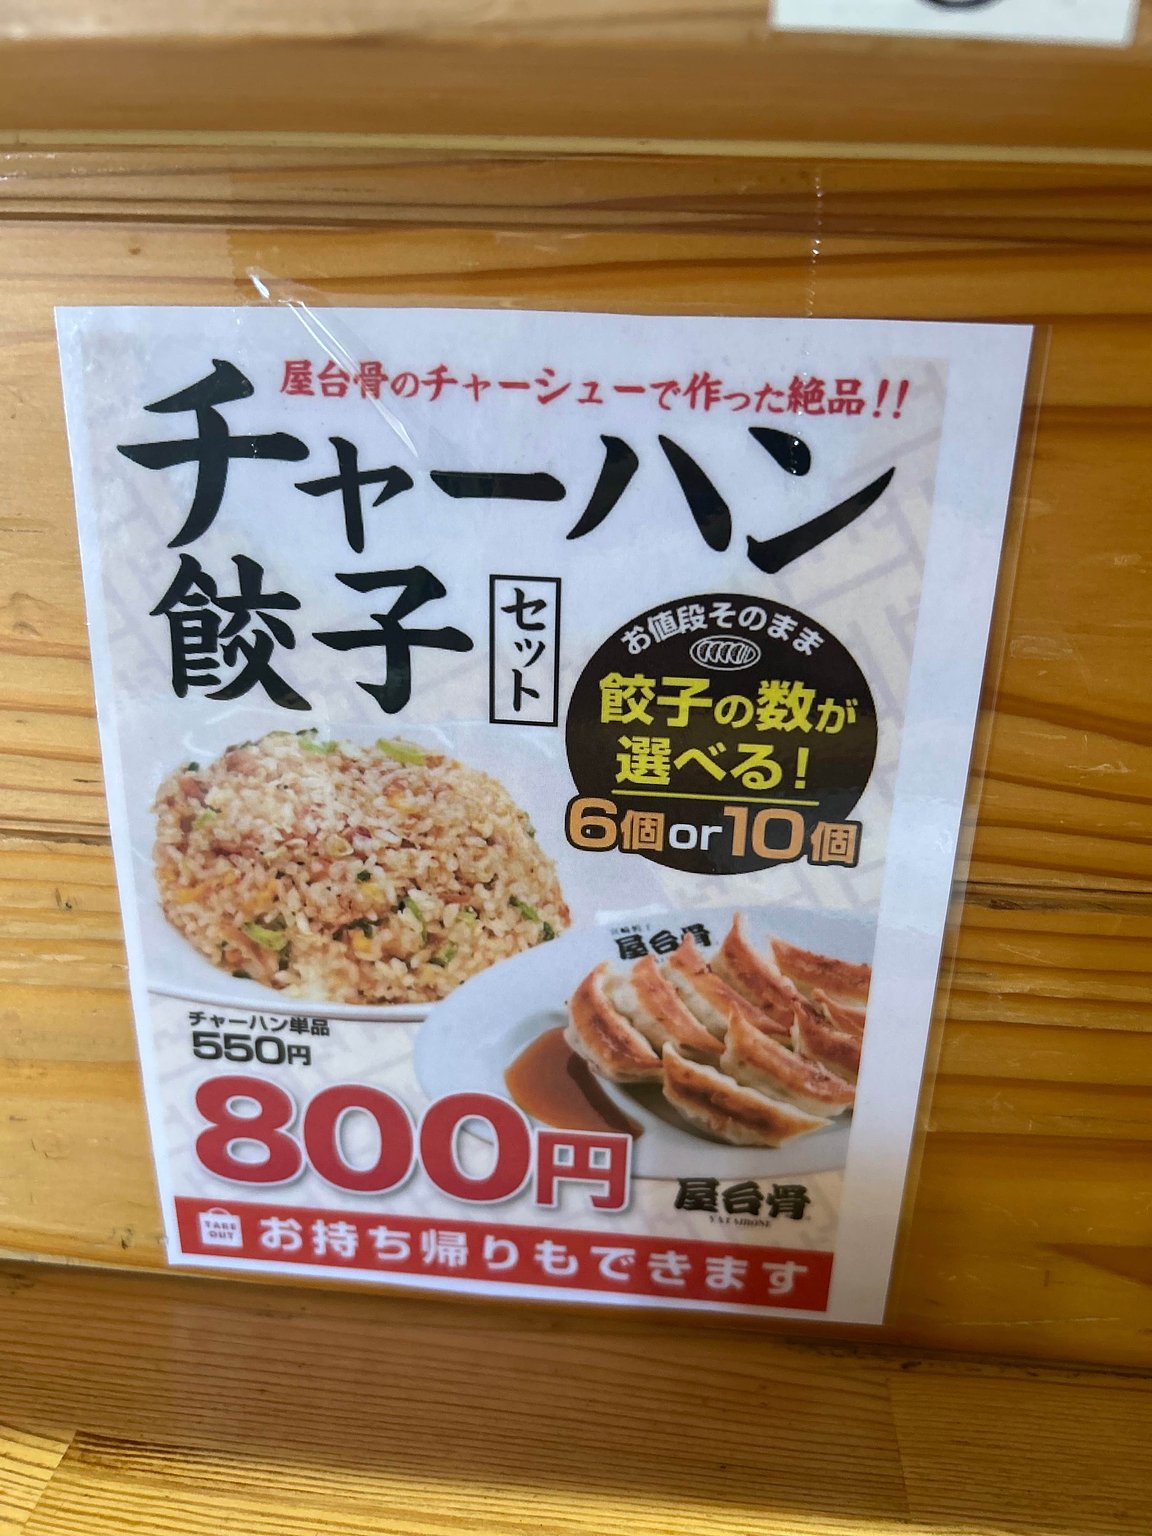 屋台骨のチャーシューで作った絶品!!
チャーハン
餃子
セット
お値段そのまま
餃子の数が
選べる!
6個or10個
屋台骨
チャーハン単品
550円
800円
屋台骨
YATAIBONE
TAKE
OUT
お持ち帰りもできます